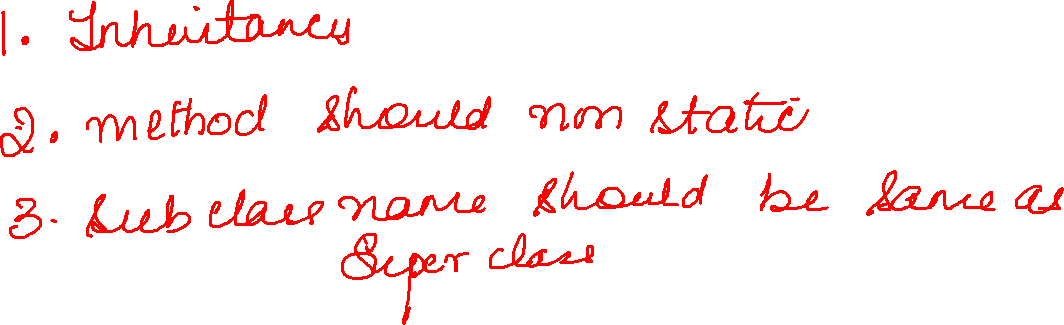 1. Inheritancy
2. method should non static
3. Sub class name should be same as
Super class